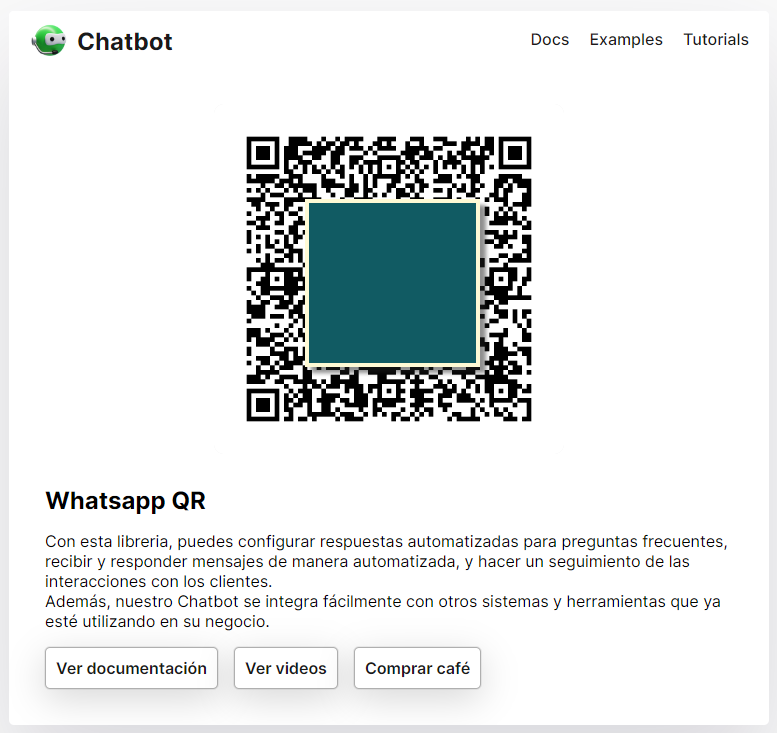 Chatbot
Docs Examples Tutorials
Whatsapp QR
Con esta libreria, puedes configurar respuestas automatizadas para preguntas frecuentes,
recibir y responder mensajes de manera automatizada, y hacer un seguimiento de las
interacciones con los clientes.
Además, nuestro Chatbot se integra fácilmente con otros sistemas y herramientas que ya
esté utilizando en su negocio.
Ver documentación Ver videos Comprar café